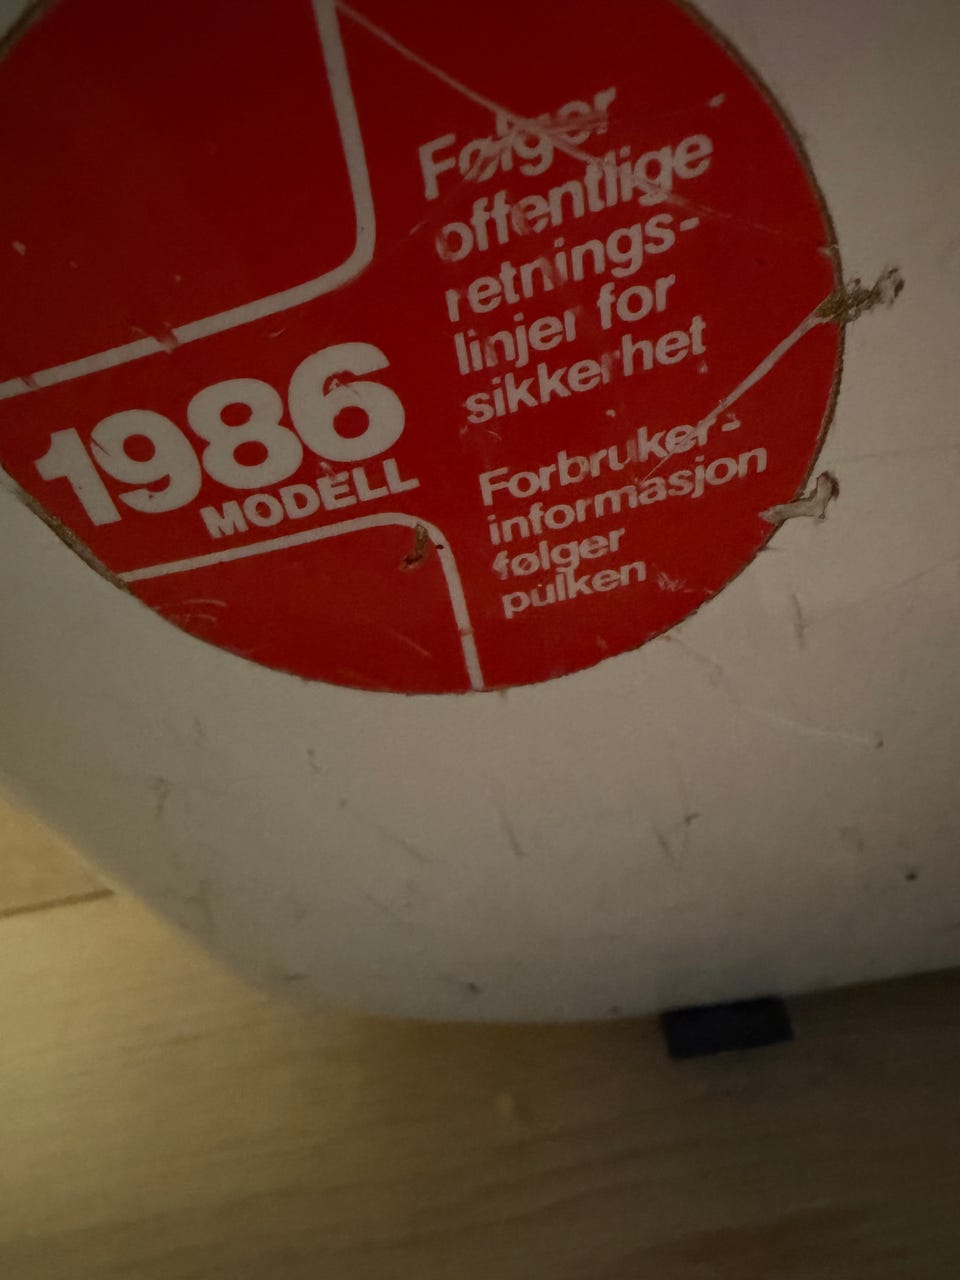 1986
MODELL
Følger
offentlige
retnings-
linjer for
sikkerhet
Forbruker-
informasjon
følger
pulken